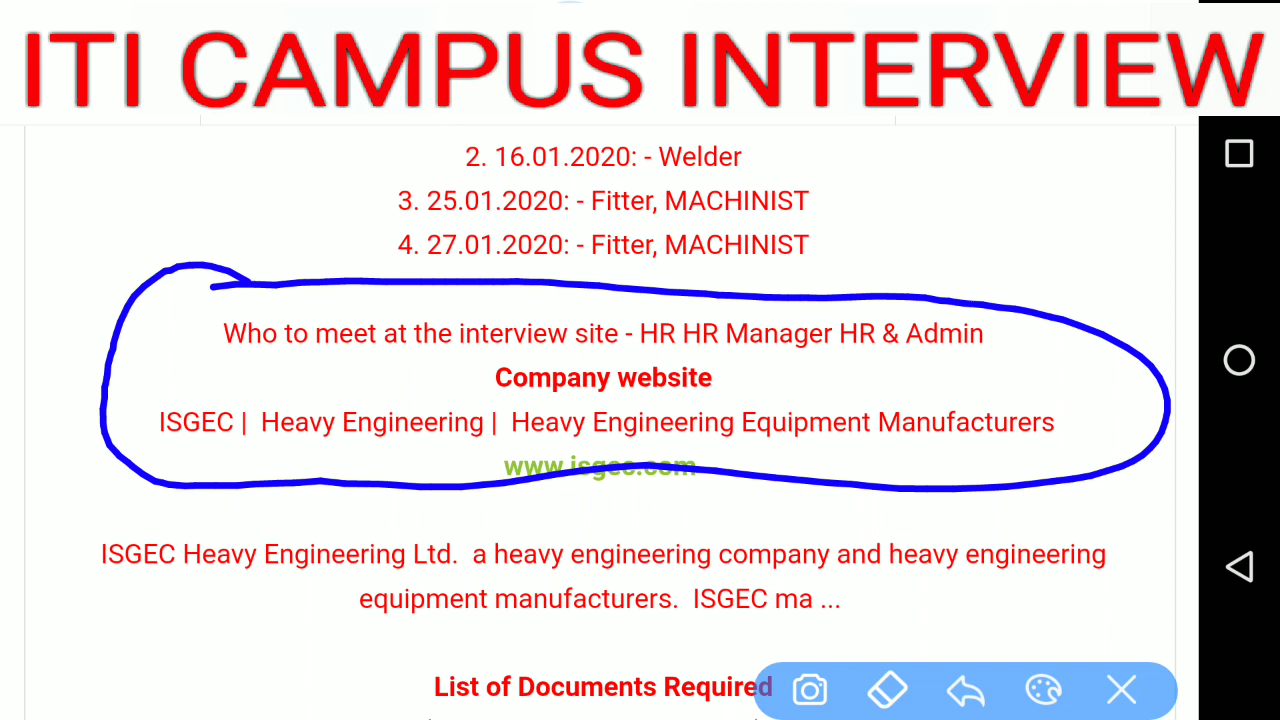 ITI CAMPUS INTERVIEW
2. 16.01.2020: - Welder
3. 25.01.2020: - Fitter, MACHINIST
4. 27.01.2020: - Fitter, MACHINIST
Who to meet at the interview site - HR HR Manager HR & Admin
Company website
ISGEC | Heavy Engineering | Heavy Engineering Equipment Manufacturers
www.isgec.com
ISGEC Heavy Engineering Ltd. a heavy engineering company and heavy engineering
equipment manufacturers. ISGEC ma ...
List of Documents Required